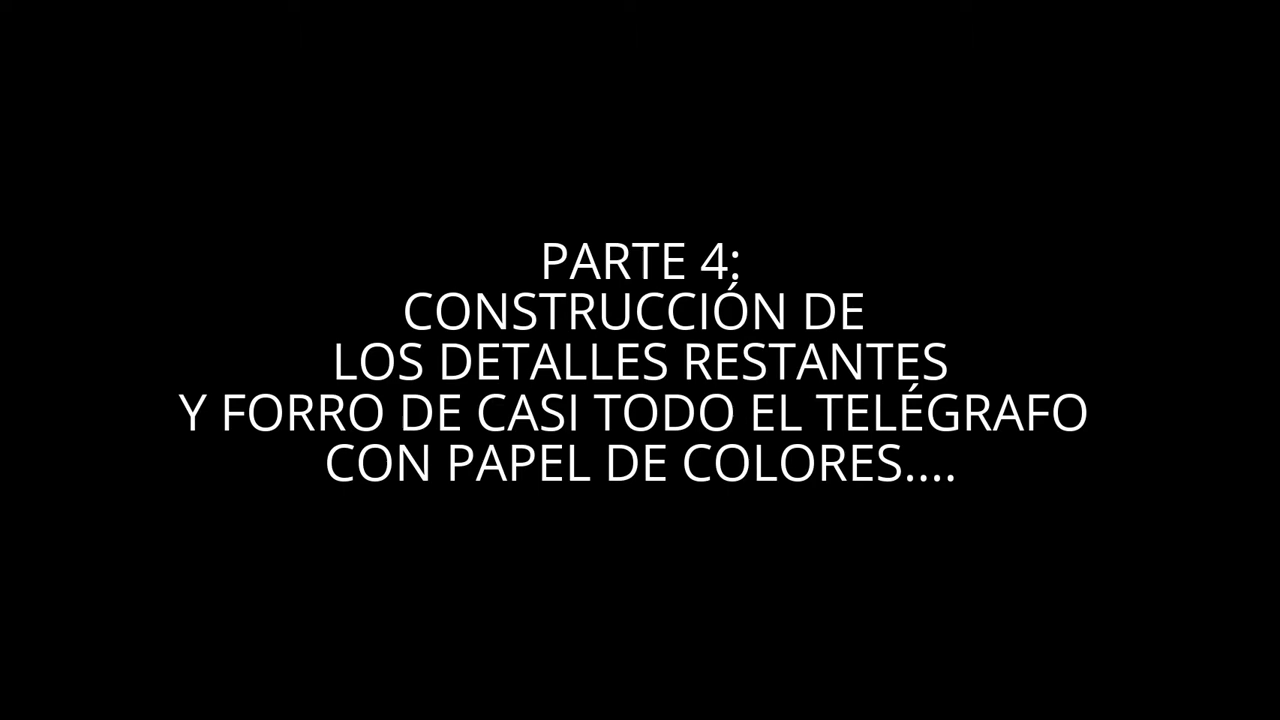 PARTE 4:
CONSTRUCCIÓN DE
LOS DETALLES RESTANTES
Y FORRO DE CASI TODO EL TELÉGRAFO
CON PAPEL DE COLORES....